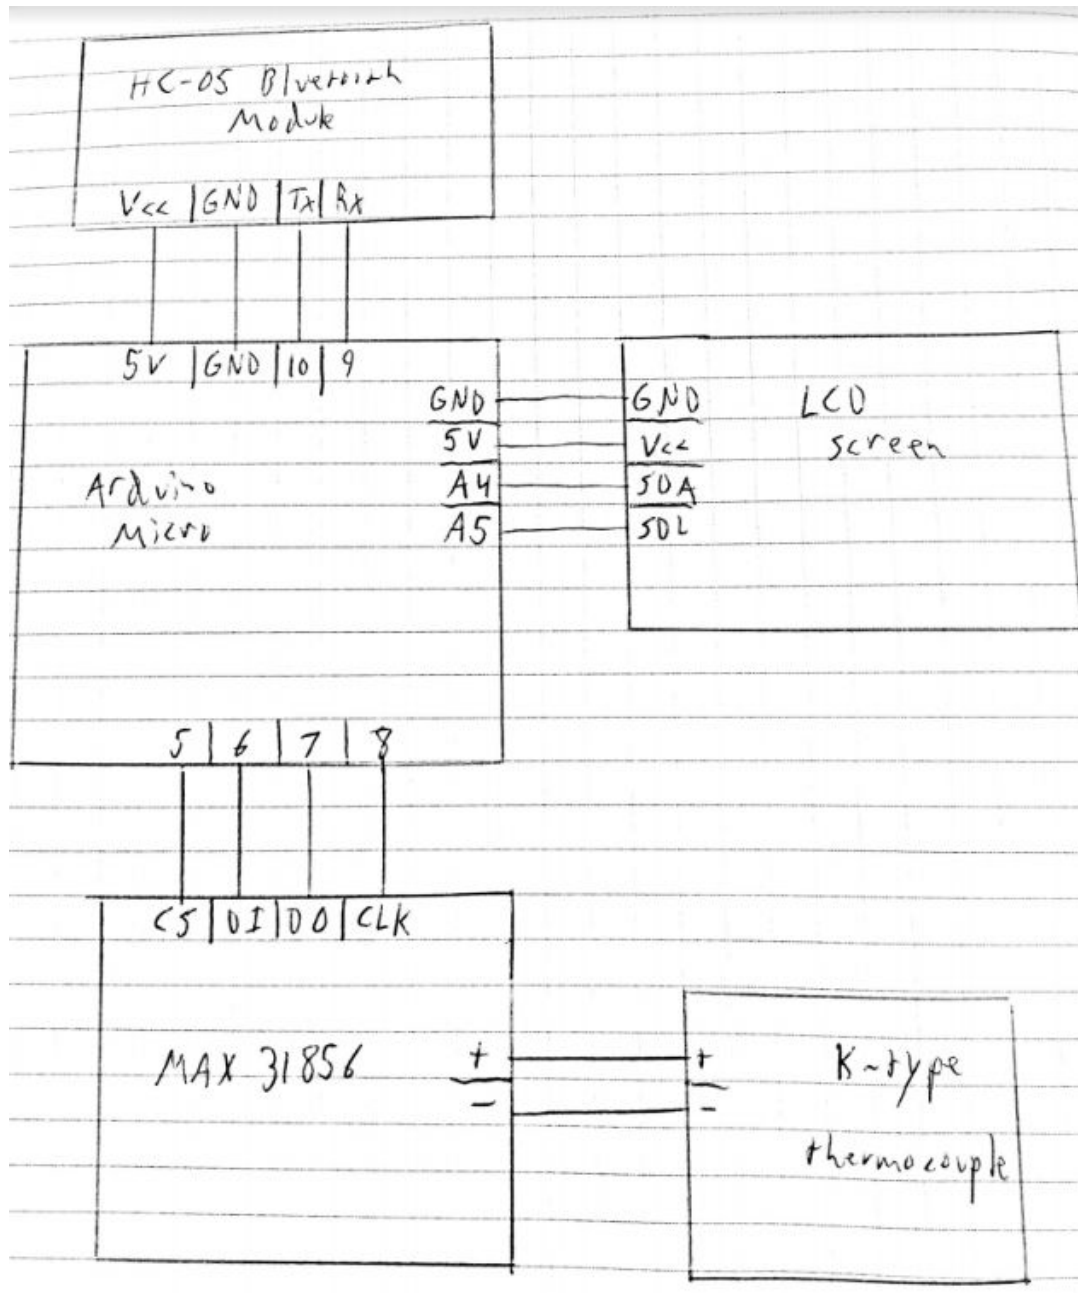 HC-05 Bluetooth
Module
Vcc | GND | Tx | Rx
5V | GND | 10 | 9
GND
5V
A4
A5
GND
Vcc
SDA
SDL
LCD
screen
Arduino
Micro
5 | 6 | 7 | 8
CS | DI | DO | CLK
MAX 31856
+
-
+
-
K-type
thermocouple